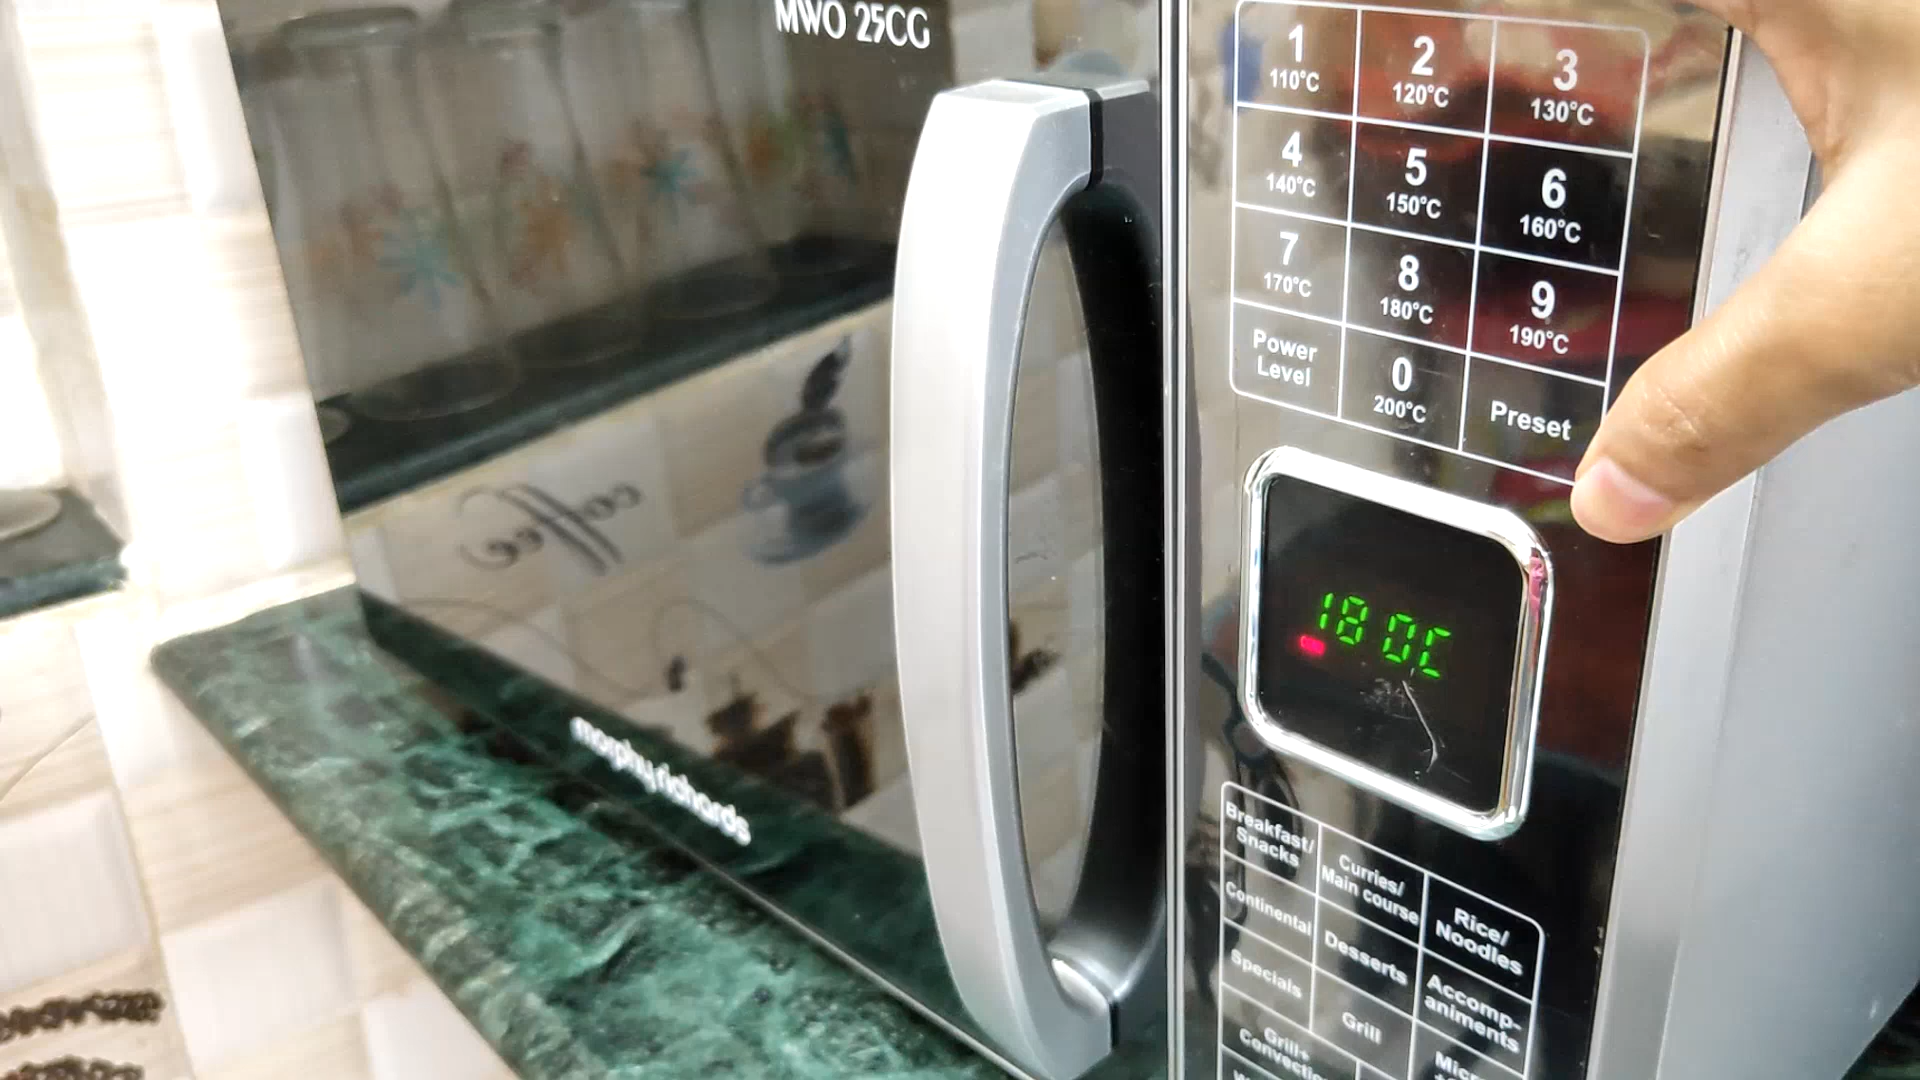 MWO 25CG
1
110°C
2
120°C
3
130°C
4
140°C
5
150°C
6
160°C
7
170°C
8
180°C
9
190°C
Power
Level
0
200°C
Preset
18 0C
coffee
morphy richards
Breakfast/
Snacks
Curries/
Main course
Rice/
Noodles
Continental
Desserts
Accomp-
animents
Specials
Grill
Grill+